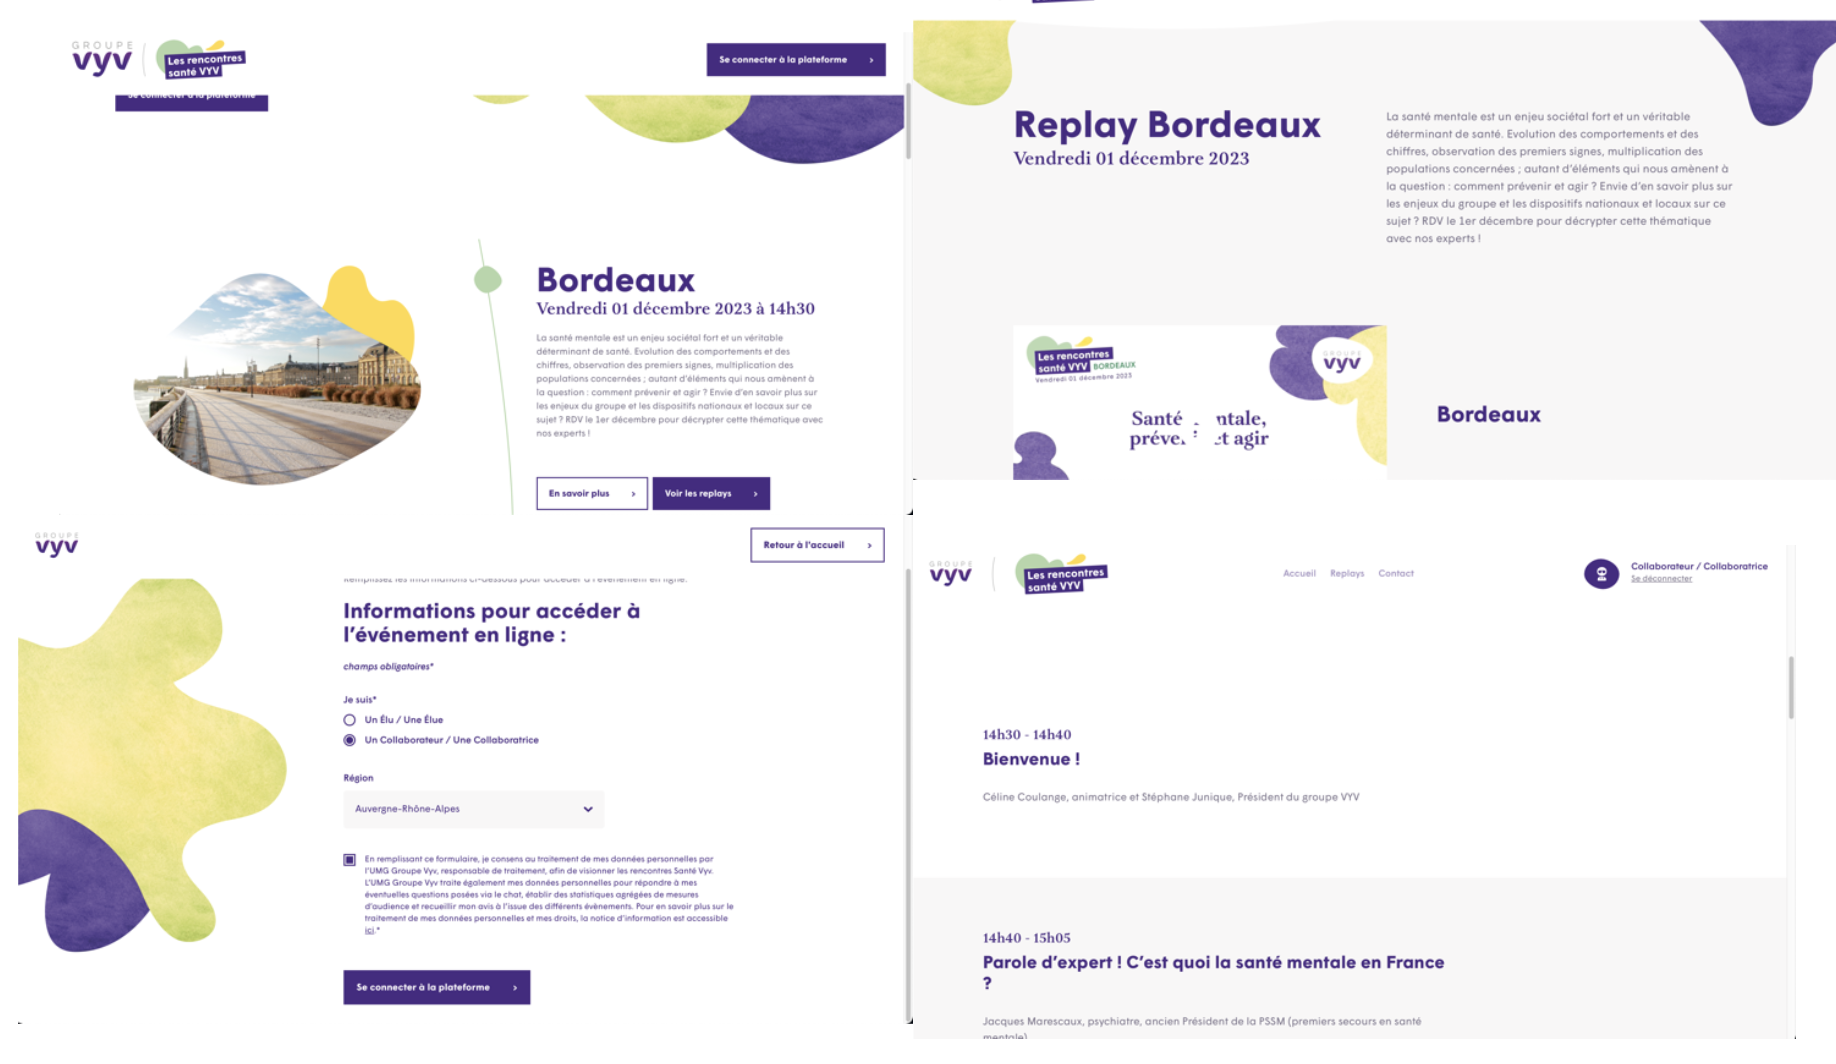 GROUPE
vyv
Les rencontres
santé VYV
Se connecter à la plateforme
Se connecter à la plateforme
Bordeaux
Vendredi 01 décembre 2023 à 14h30
La santé mentale est un enjeu sociétal fort et un véritable
déterminant de santé. Evolution des comportements et des
chiffres, observation des premiers signes, multiplication des
populations concernées ; autant d'éléments qui nous amènent à
la question : comment prévenir et agir ? Envie d'en savoir plus sur
les enjeux du groupe et les dispositifs nationaux et locaux sur ce
sujet ? RDV le 1er décembre pour décrypter cette thématique avec
nos experts !
En savoir plus >
Voir les replays >
Replay Bordeaux
Vendredi 01 décembre 2023
La santé mentale est un enjeu sociétal fort et un véritable
déterminant de santé. Evolution des comportements et des
chiffres, observation des premiers signes, multiplication des
populations concernées ; autant d'éléments qui nous amènent à
la question : comment prévenir et agir ? Envie d'en savoir plus sur
les enjeux du groupe et les dispositifs nationaux et locaux sur ce
sujet ? RDV le 1er décembre pour décrypter cette thématique
avec nos experts !
Les rencontres
santé VYV BORDEAUX
Vendredi 01 décembre 2023
GROUPE
vyv
Santé ntale,
préve et agir
Bordeaux
GROUPE
vyv
Retour à l'accueil >
Remplissez les informations ci-dessous pour accéder à l'événement en ligne.
Informations pour accéder à
l'événement en ligne :
champs obligatoires*
Je suis*
Un Élu / Une Élue
Un Collaborateur / Une Collaboratrice
Région
Auvergne-Rhône-Alpes
En remplissant ce formulaire, je consens au traitement de mes données personnelles par
l'UMG Groupe Vyv, responsable de traitement, afin de visionner les rencontres Santé Vyv.
L'UMG Groupe Vyv traite également mes données personnelles pour répondre à mes
éventuelles questions posées via le chat, établir des statistiques agrégées de mesures
d'audience et recueillir mon avis à l'issue des différents évènements. Pour en savoir plus sur le
traitement de mes données personnelles et mes droits, la notice d'information est accessible
ici.*
Se connecter à la plateforme >
GROUPE
vyv
Les rencontres
santé VYV
Accueil Replays Contact
Collaborateur / Collaboratrice
Se déconnecter
14h30 - 14h40
Bienvenue !
Céline Coulange, animatrice et Stéphane Junique, Président du groupe VYV
14h40 - 15h05
Parole d'expert ! C'est quoi la santé mentale en France
?
Jacques Marescaux, psychiatre, ancien Président de la PSSM (premiers secours en santé
mentale)